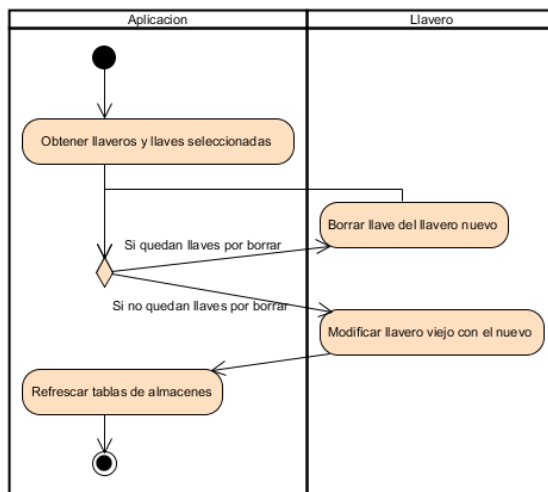 Aplicacion
Llavero
Obtener llaveros y llaves seleccionadas
Borrar llave del llavero nuevo
Si quedan llaves por borrar
Si no quedan llaves por borrar
Modificar llavero viejo con el nuevo
Refrescar tablas de almacenes